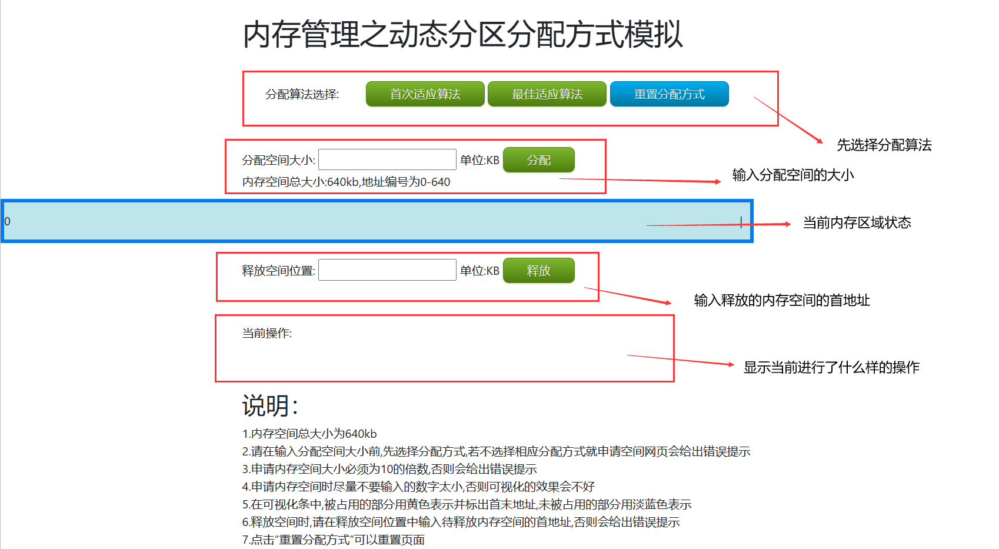 内存管理之动态分区分配方式模拟
分配算法选择: 首次适应算法 最佳适应算法 重置分配方式
先选择分配算法
分配空间大小: 单位:KB 分配
输入分配空间的大小
内存空间总大小:640kb,地址编号为0-640
0 |
当前内存区域状态
释放空间位置: 单位:KB 释放
输入释放的内存空间的首地址
当前操作:
显示当前进行了什么样的操作
说明:
1.内存空间总大小为640kb
2.请在输入分配空间大小前,先选择分配方式,若不选择相应分配方式就申请空间网页会给出错误提示
3.申请内存空间大小必须为10的倍数,否则会给出错误提示
4.申请内存空间时尽量不要输入的数字太小,否则可视化的效果会不好
5.在可视化条中,被占用的部分用黄色表示并标出首末地址,未被占用的部分用淡蓝色表示
6.释放空间时,请在释放空间位置中输入待释放内存空间的首地址,否则会给出错误提示
7.点击“重置分配方式”可以重置页面